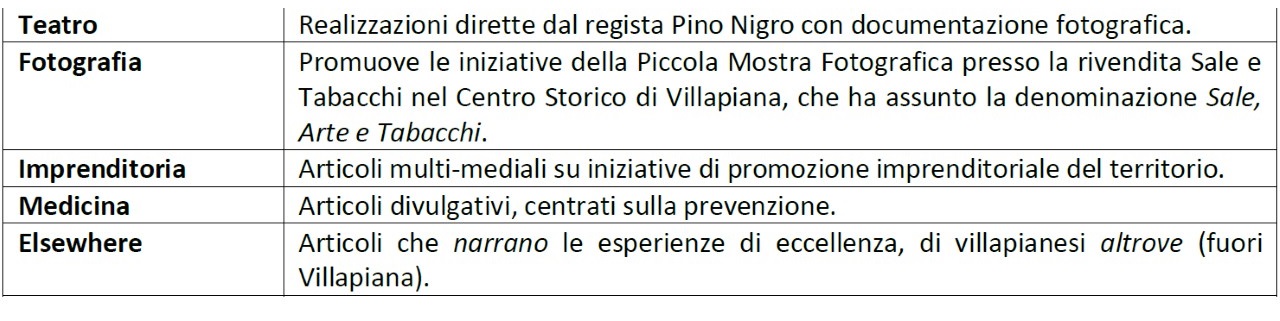 Teatro Realizzazioni dirette dal regista Pino Nigro con documentazione fotografica.
Fotografia Promuove le iniziative della Piccola Mostra Fotografica presso la rivendita Sale e
Tabacchi nel Centro Storico di Villapiana, che ha assunto la denominazione Sale,
Arte e Tabacchi.
Imprenditoria Articoli multi-mediali su iniziative di promozione imprenditoriale del territorio.
Medicina Articoli divulgativi, centrati sulla prevenzione.
Elsewhere Articoli che narrano le esperienze di eccellenza, di villapianesi altrove (fuori
Villapiana).